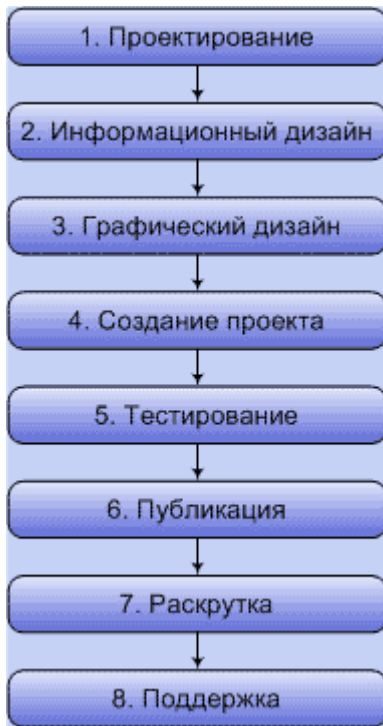 1. Проектирование
2. Информационный дизайн
3. Графический дизайн
4. Создание проекта
5. Тестирование
6. Публикация
7. Раскрутка
8. Поддержка